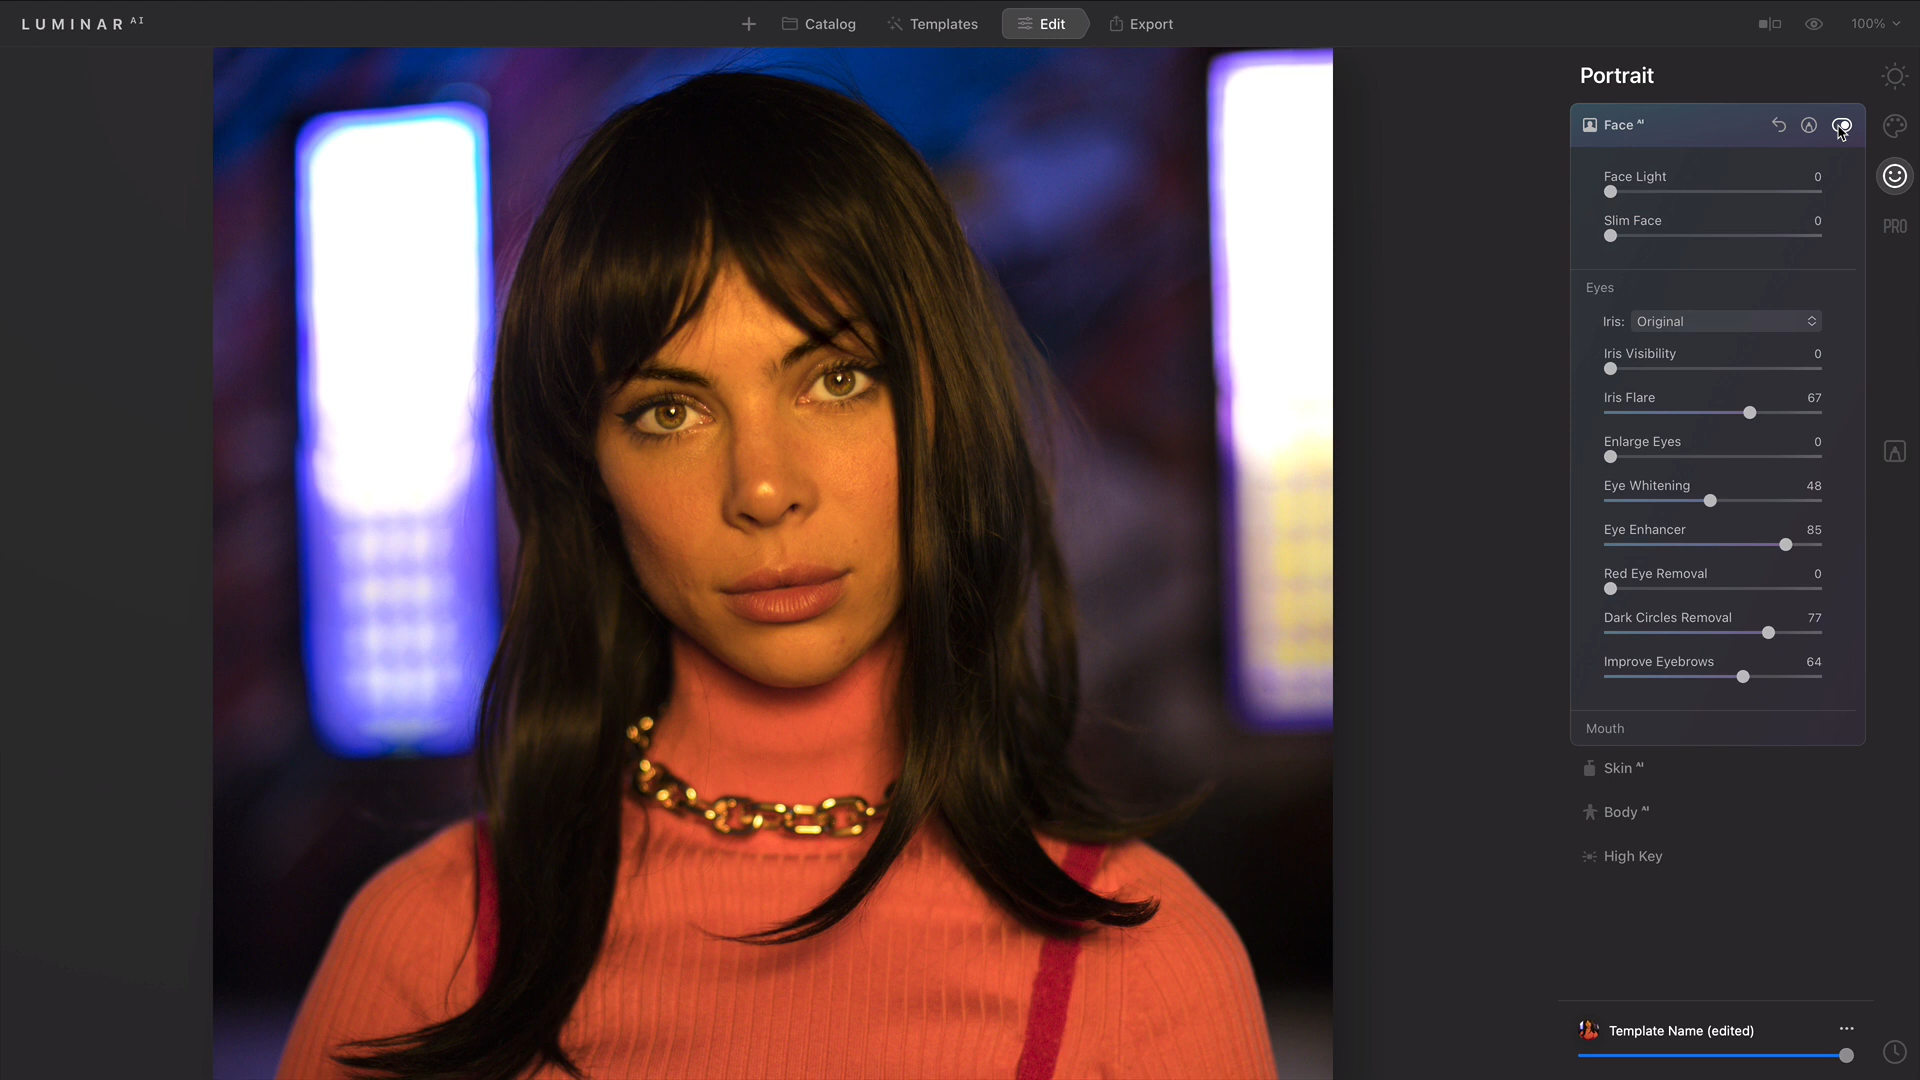 LUMINAR AI
Catalog
Templates
Edit
Export
100%
Portrait
Face AI
Face Light 0
Slim Face 0
Eyes
Iris: Original
Iris Visibility 0
Iris Flare 67
Enlarge Eyes 0
Eye Whitening 48
Eye Enhancer 85
Red Eye Removal 0
Dark Circles Removal 77
Improve Eyebrows 64
Mouth
Skin AI
Body AI
High Key
PRO
Template Name (edited)